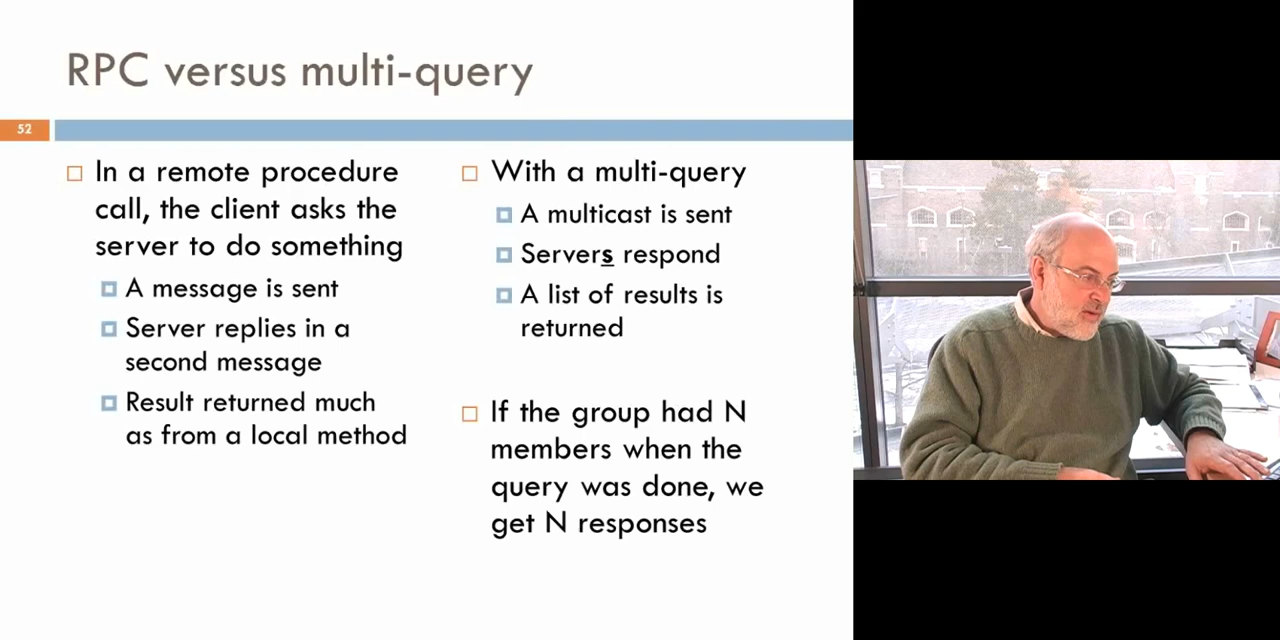 RPC versus multi-query
52
In a remote procedure
call, the client asks the
server to do something
A message is sent
Server replies in a
second message
Result returned much
as from a local method
With a multi-query
A multicast is sent
Servers respond
A list of results is
returned
If the group had N
members when the
query was done, we
get N responses